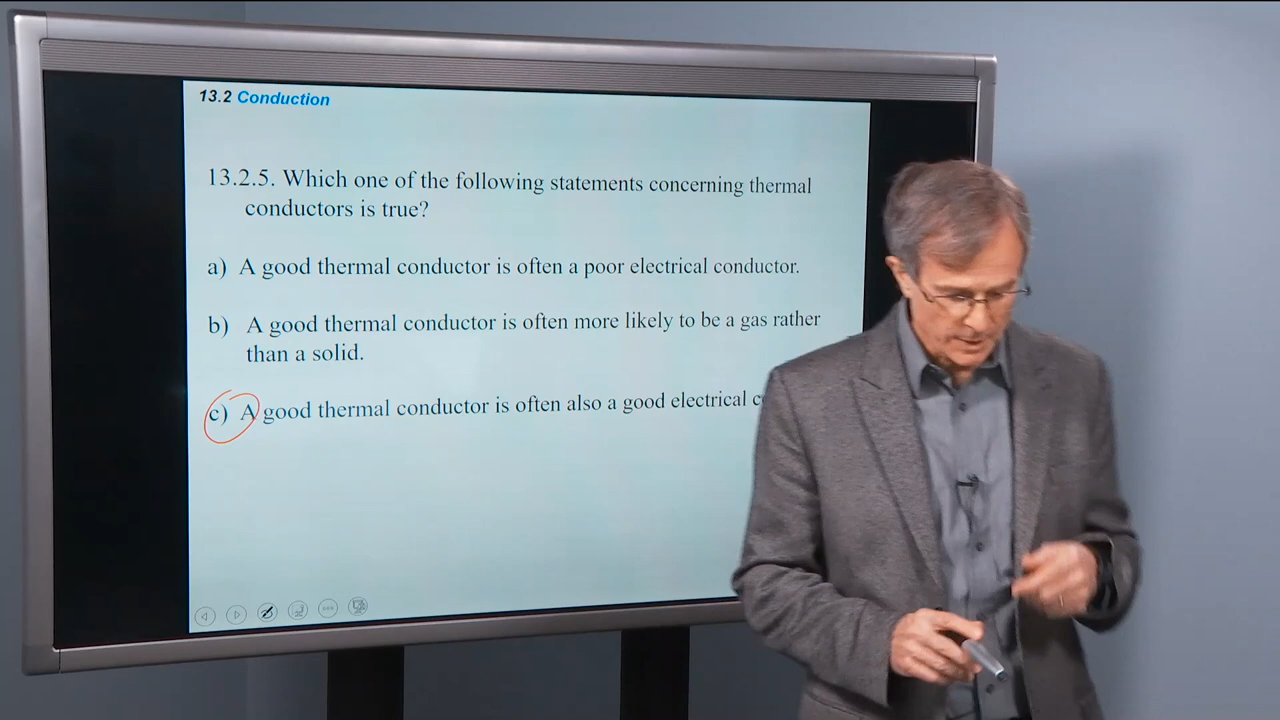 13.2 Conduction
13.2.5. Which one of the following statements concerning thermal
conductors is true?
a) A good thermal conductor is often a poor electrical conductor.
b) A good thermal conductor is often more likely to be a gas rather
than a solid.
c) A good thermal conductor is often also a good electrical c